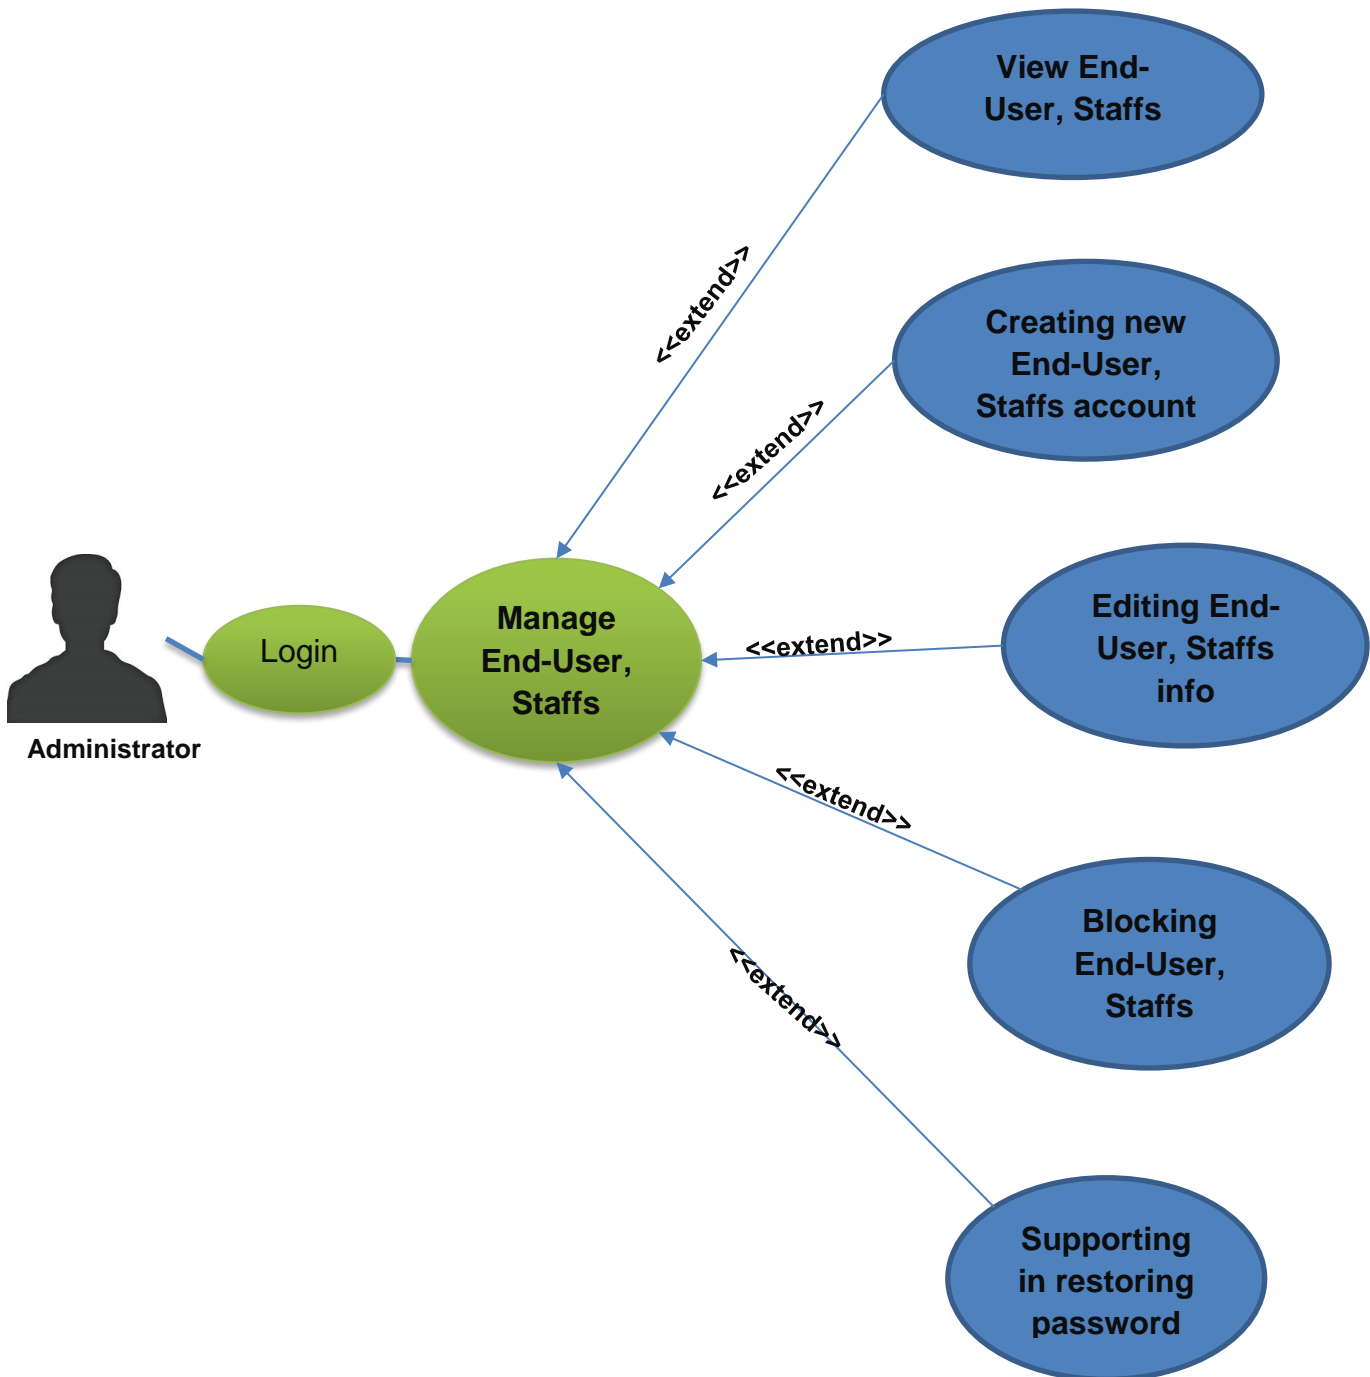 View End-
User, Staffs
<<extend>>
Creating new
End-User,
Staffs account
<<extend>>
Administrator
Login
Manage
End-User,
Staffs
<<extend>>
Editing End-
User, Staffs
info
<<extend>>
Blocking
End-User,
Staffs
<<extend>>
Supporting
in restoring
password